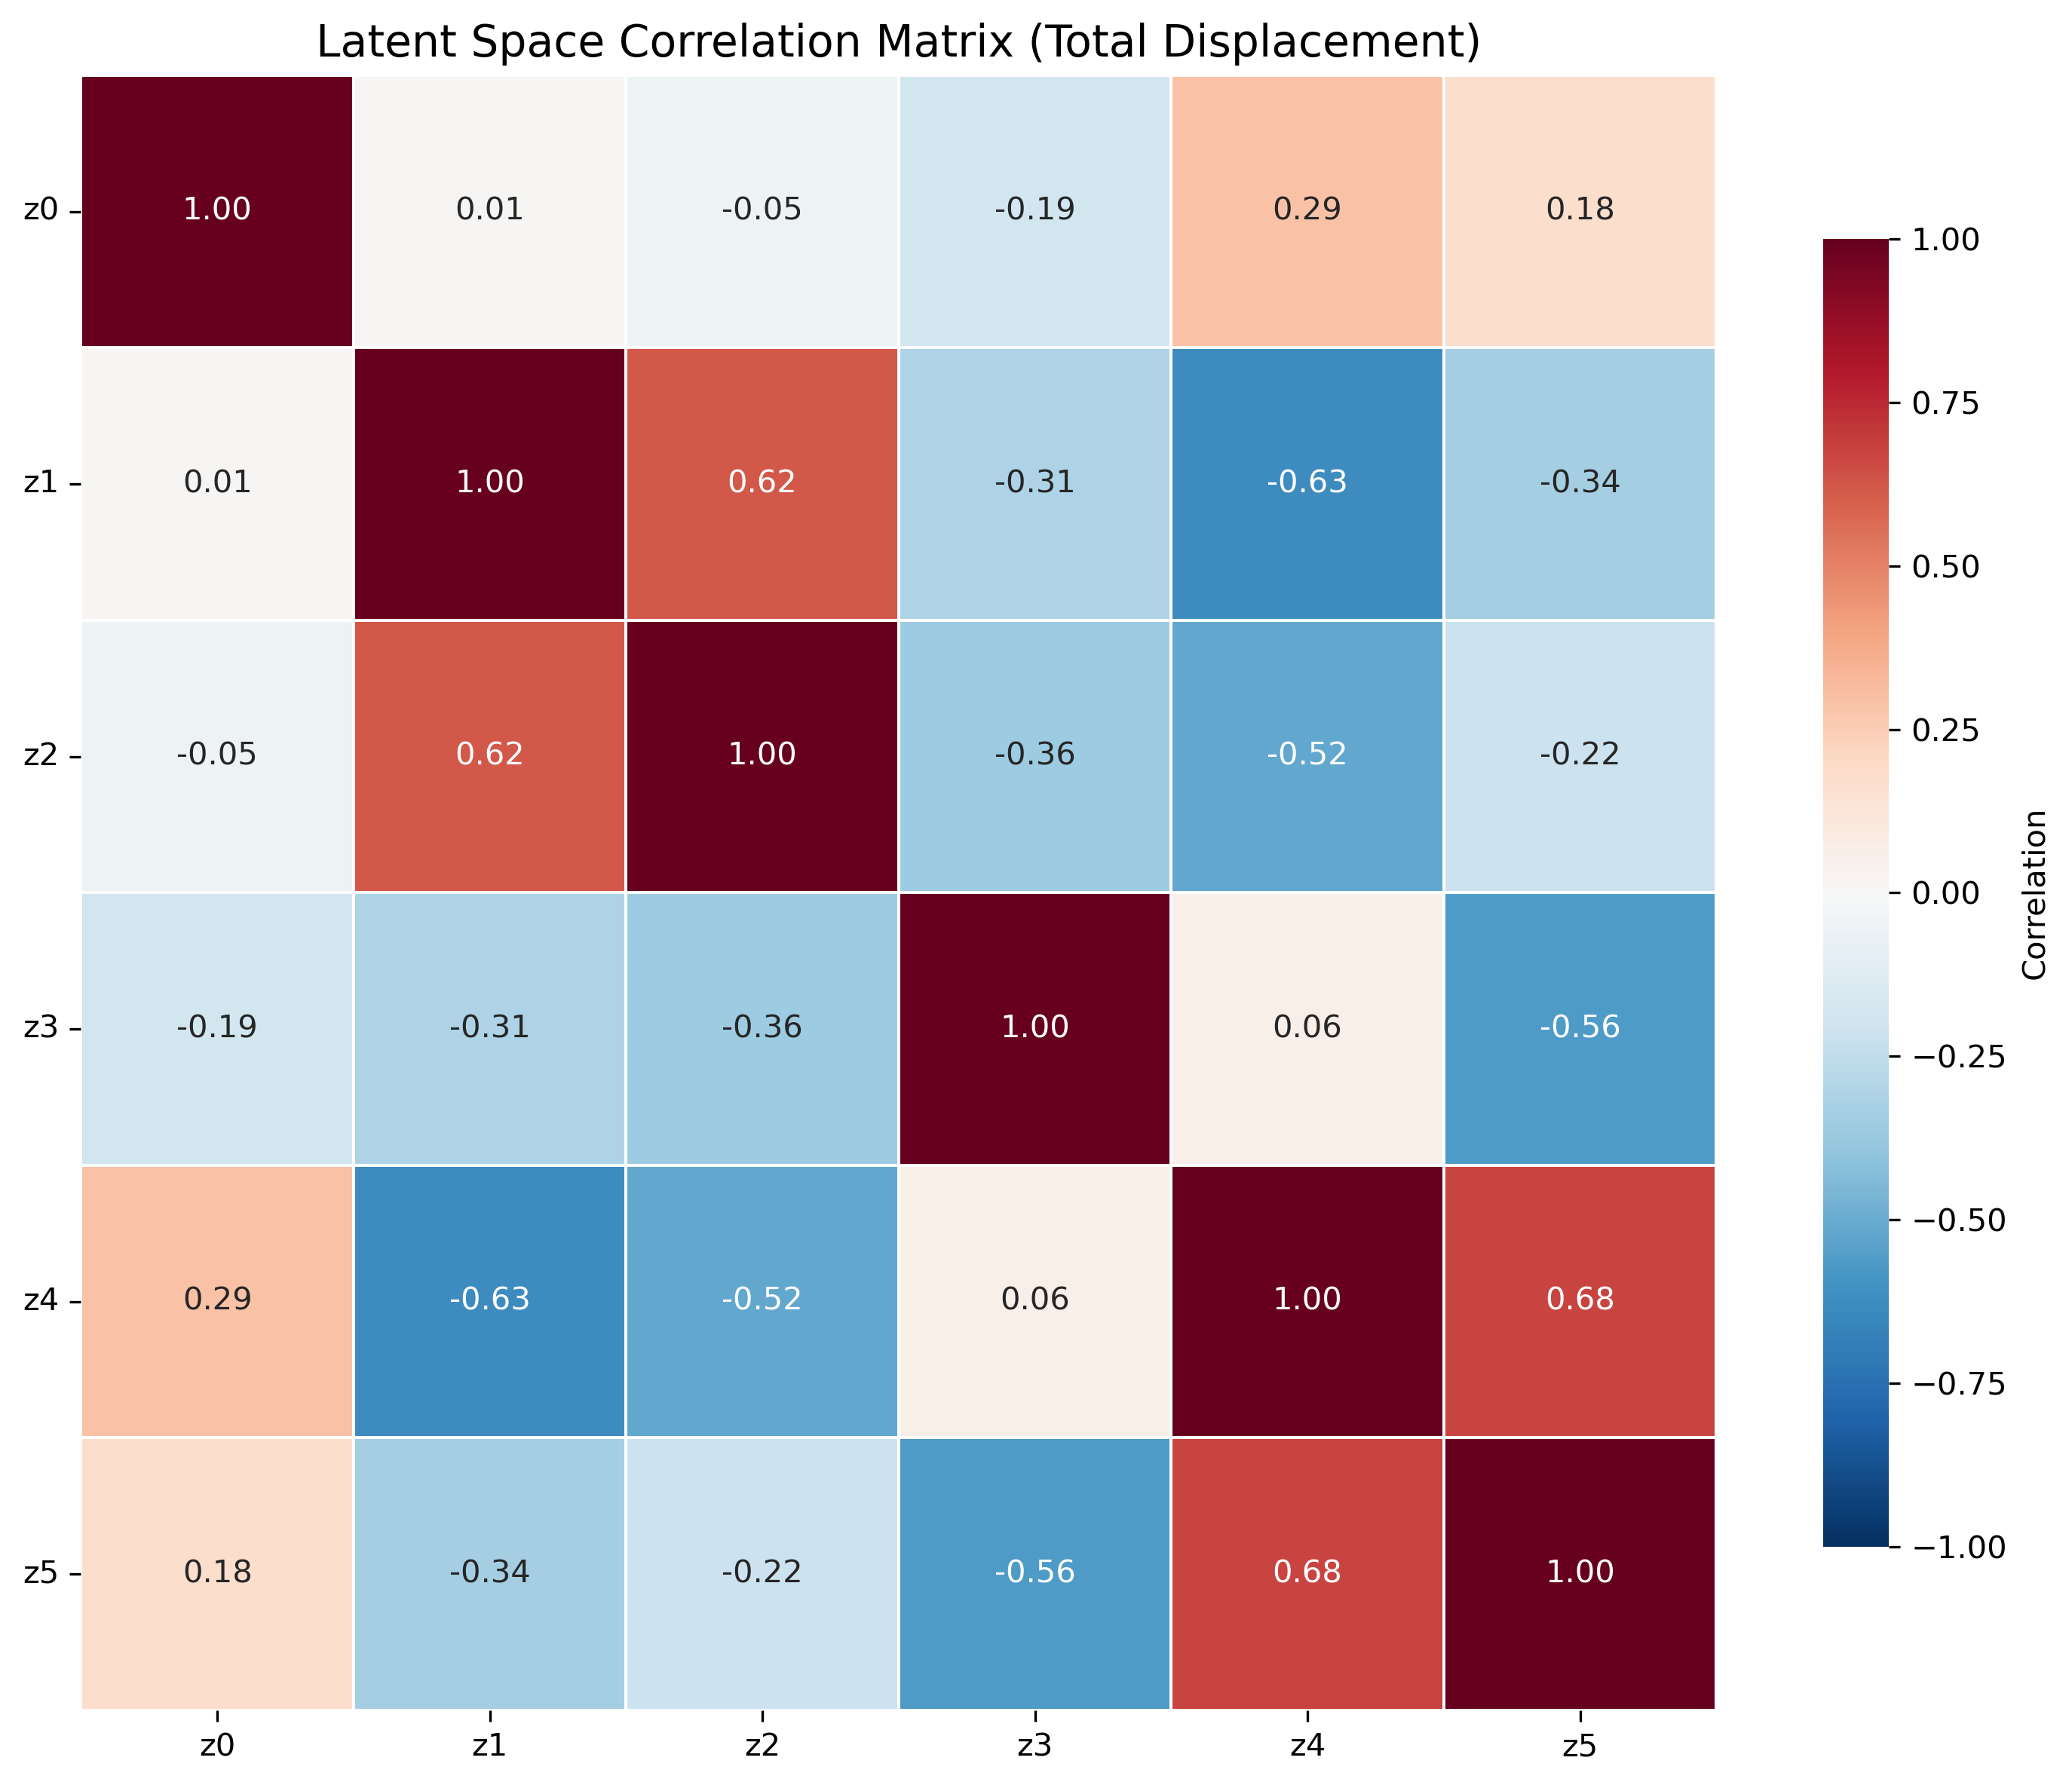 Latent Space Correlation Matrix (Total Displacement)
z0 1.00 0.01 -0.05 -0.19 0.29 0.18
z1 0.01 1.00 0.62 -0.31 -0.63 -0.34
z2 -0.05 0.62 1.00 -0.36 -0.52 -0.22
z3 -0.19 -0.31 -0.36 1.00 0.06 -0.56
z4 0.29 -0.63 -0.52 0.06 1.00 0.68
z5 0.18 -0.34 -0.22 -0.56 0.68 1.00
z0 z1 z2 z3 z4 z5
1.00
0.75
0.50
0.25
0.00
−0.25
−0.50
−0.75
−1.00
Correlation